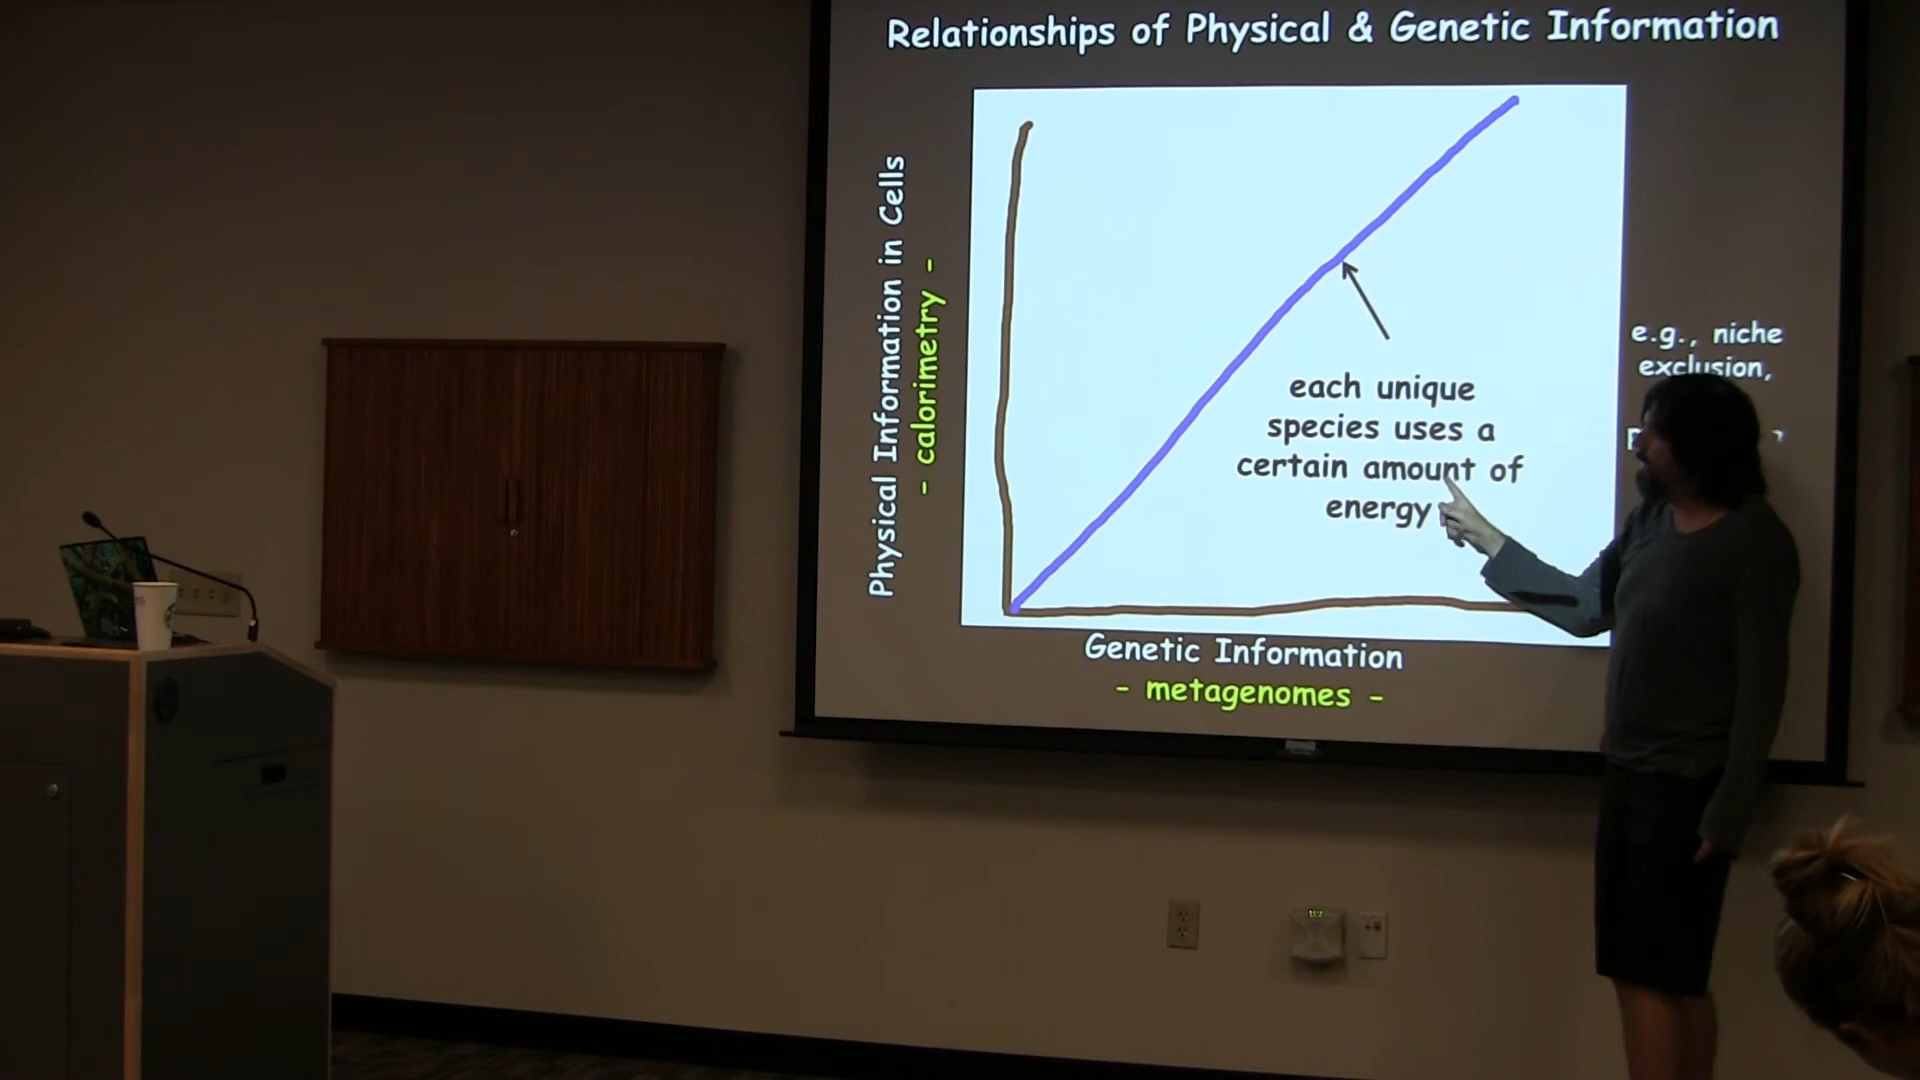 Relationships of Physical & Genetic Information
Physical Information in Cells
- calorimetry -
each unique
species uses a
certain amount of
energy
e.g., niche
exclusion,
Genetic Information
- metagenomes -